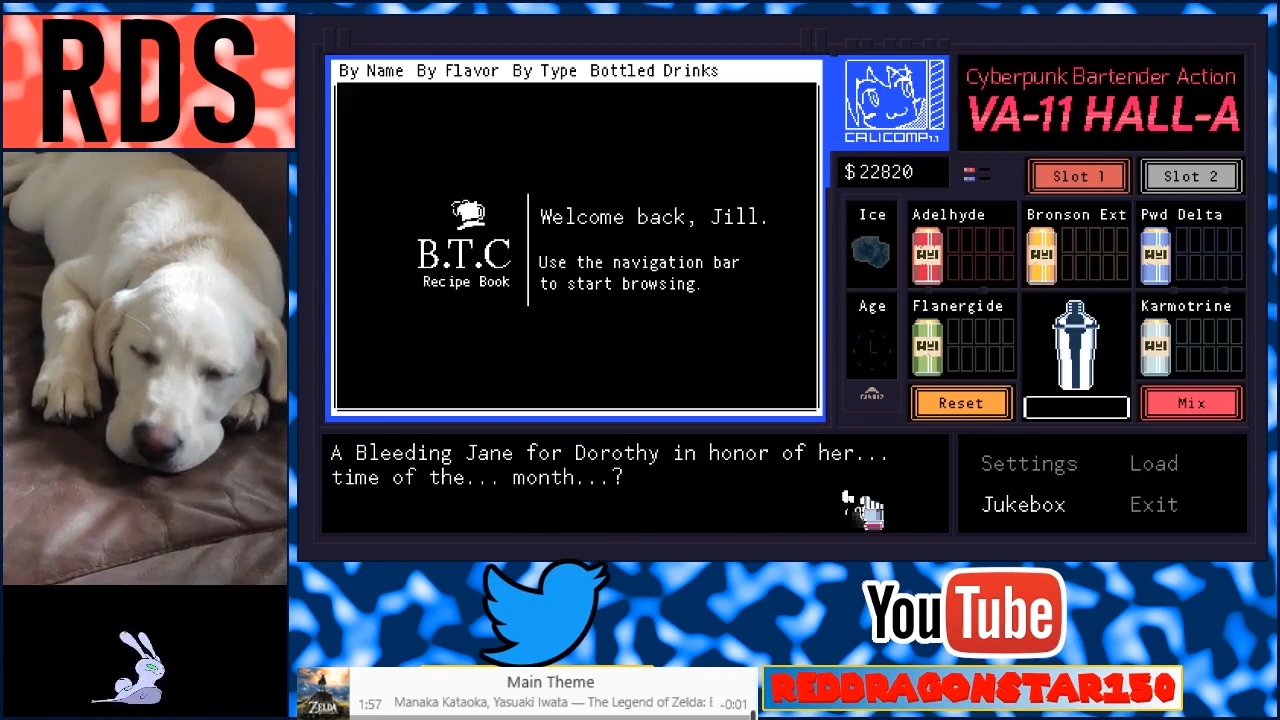 RDS
By Name By Flavor By Type Bottled Drinks
B.T.C
Recipe Book
Welcome back, Jill.
Use the navigation bar
to start browsing.
CALICOMP1.1
Cyberpunk Bartender Action
VA-11 HALL-A
$22820
Slot 1
Slot 2
Ice
Adelhyde
Bronson Ext
Pwd Delta
Age
Flanergide
Karmotrine
Reset
Mix
A Bleeding Jane for Dorothy in honor of her...
time of the... month...?
Settings
Load
Jukebox
Exit
YouTube
ZELDA
Main Theme
1:57
Manaka Kataoka, Yasuaki Iwata — The Legend of Zelda:
-0:01
REDDRAGONSTAR150